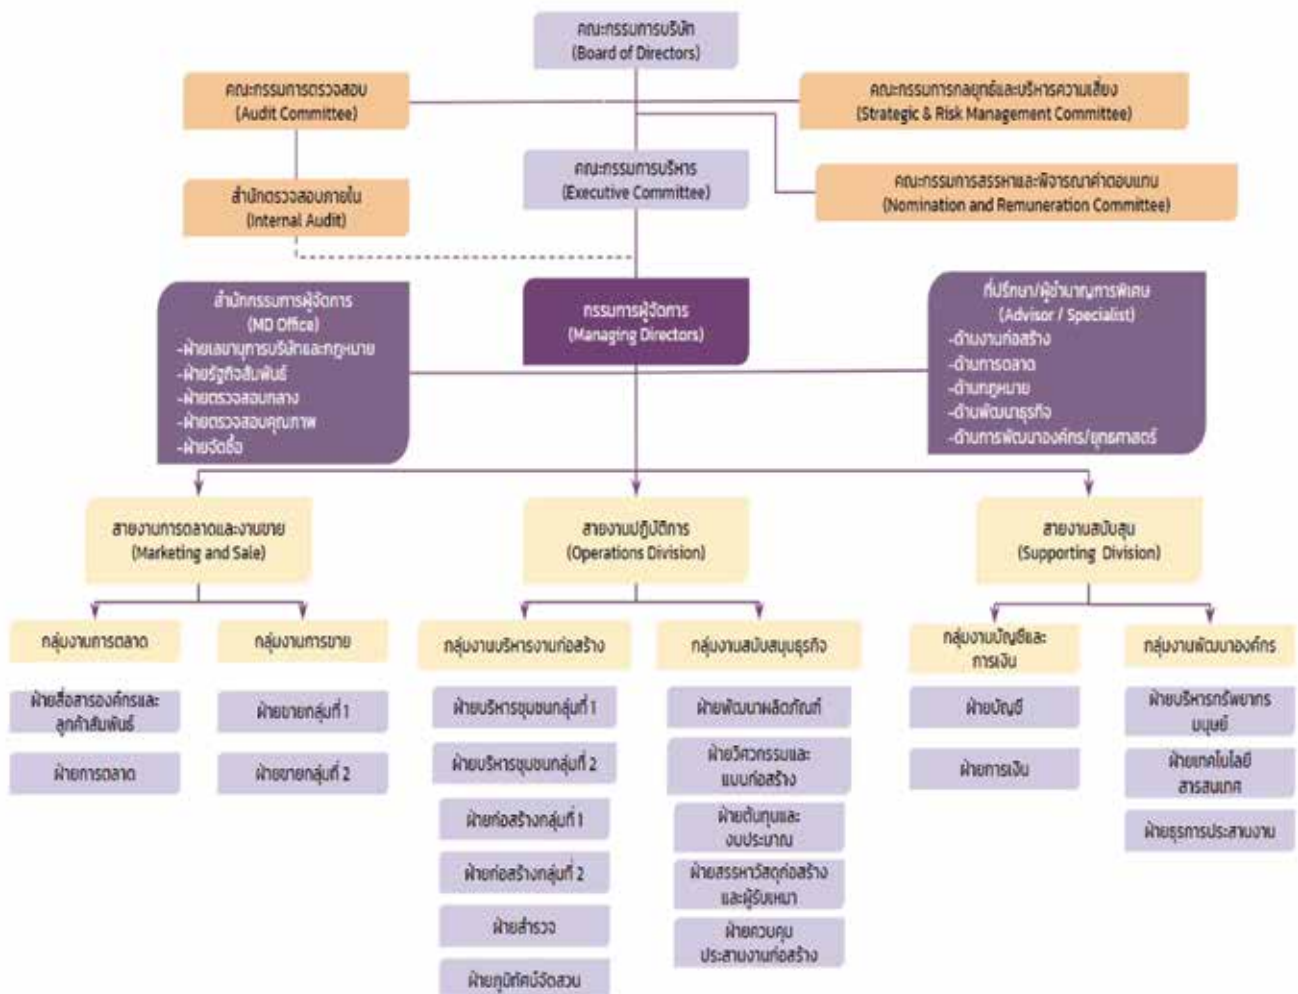 คณะกรรมการบริษัท
(Board of Directors)
คณะกรรมการตรวจสอบ
(Audit Committee)
คณะกรรมการกลยุทธ์และบริหารความเสี่ยง
(Strategic & Risk Management Committee)
คณะกรรมการบริหาร
(Executive Committee)
สำนักตรวจสอบภายใน
(Internal Audit)
คณะกรรมการสรรหาและพิจารณาค่าตอบแทน
(Nomination and Remuneration Committee)
สำนักกรรมการผู้จัดการ
(MD Office)
-ฝ่ายเลขานุการบริษัทและกฎหมาย
-ฝ่ายรัฐกิจสัมพันธ์
-ฝ่ายตรวจสอบกลาง
-ฝ่ายตรวจสอบคุณภาพ
-ฝ่ายจัดซื้อ
กรรมการผู้จัดการ
(Managing Directors)
ที่ปรึกษา/ผู้ชำนาญการพิเศษ
(Advisor / Specialist)
-ด้านงานก่อสร้าง
-ด้านการตลาด
-ด้านกฎหมาย
-ด้านพัฒนาธุรกิจ
-ด้านการพัฒนาองค์กร/ยุทธศาสตร์
สายงานการตลาดและงานขาย
(Marketing and Sale)
สายงานปฏิบัติการ
(Operations Division)
สายงานสนับสุน
(Supporting Division)
กลุ่มงานการตลาด
กลุ่มงานการขาย
กลุ่มงานบริหารงานก่อสร้าง
กลุ่มงานสนับสนุนธุรกิจ
กลุ่มงานบัญชีและ
การเงิน
กลุ่มงานพัฒนาองค์กร
ฝ่ายสื่อสารองค์กรและ
ลูกค้าสัมพันธ์
ฝ่ายการตลาด
ฝ่ายขายกลุ่มที่ 1
ฝ่ายขายกลุ่มที่ 2
ฝ่ายบริหารชุมชนกลุ่มที่ 1
ฝ่ายบริหารชุมชนกลุ่มที่ 2
ฝ่ายก่อสร้างกลุ่มที่ 1
ฝ่ายก่อสร้างกลุ่มที่ 2
ฝ่ายสำรวจ
ฝ่ายภูมิทัศน์จัดสวน
ฝ่ายพัฒนาผลิตภัณฑ์
ฝ่ายวิศวกรรมและ
แบบก่อสร้าง
ฝ่ายต้นทุนและ
งบประมาณ
ฝ่ายสรรหาวัสดุก่อสร้าง
และผู้รับเหมา
ฝ่ายควบคุม
ประสานงานก่อสร้าง
ฝ่ายบัญชี
ฝ่ายการเงิน
ฝ่ายบริหารทรัพยากร
มนุษย์
ฝ่ายเทคโนโลยี
สารสนเทศ
ฝ่ายธุรการประสานงาน